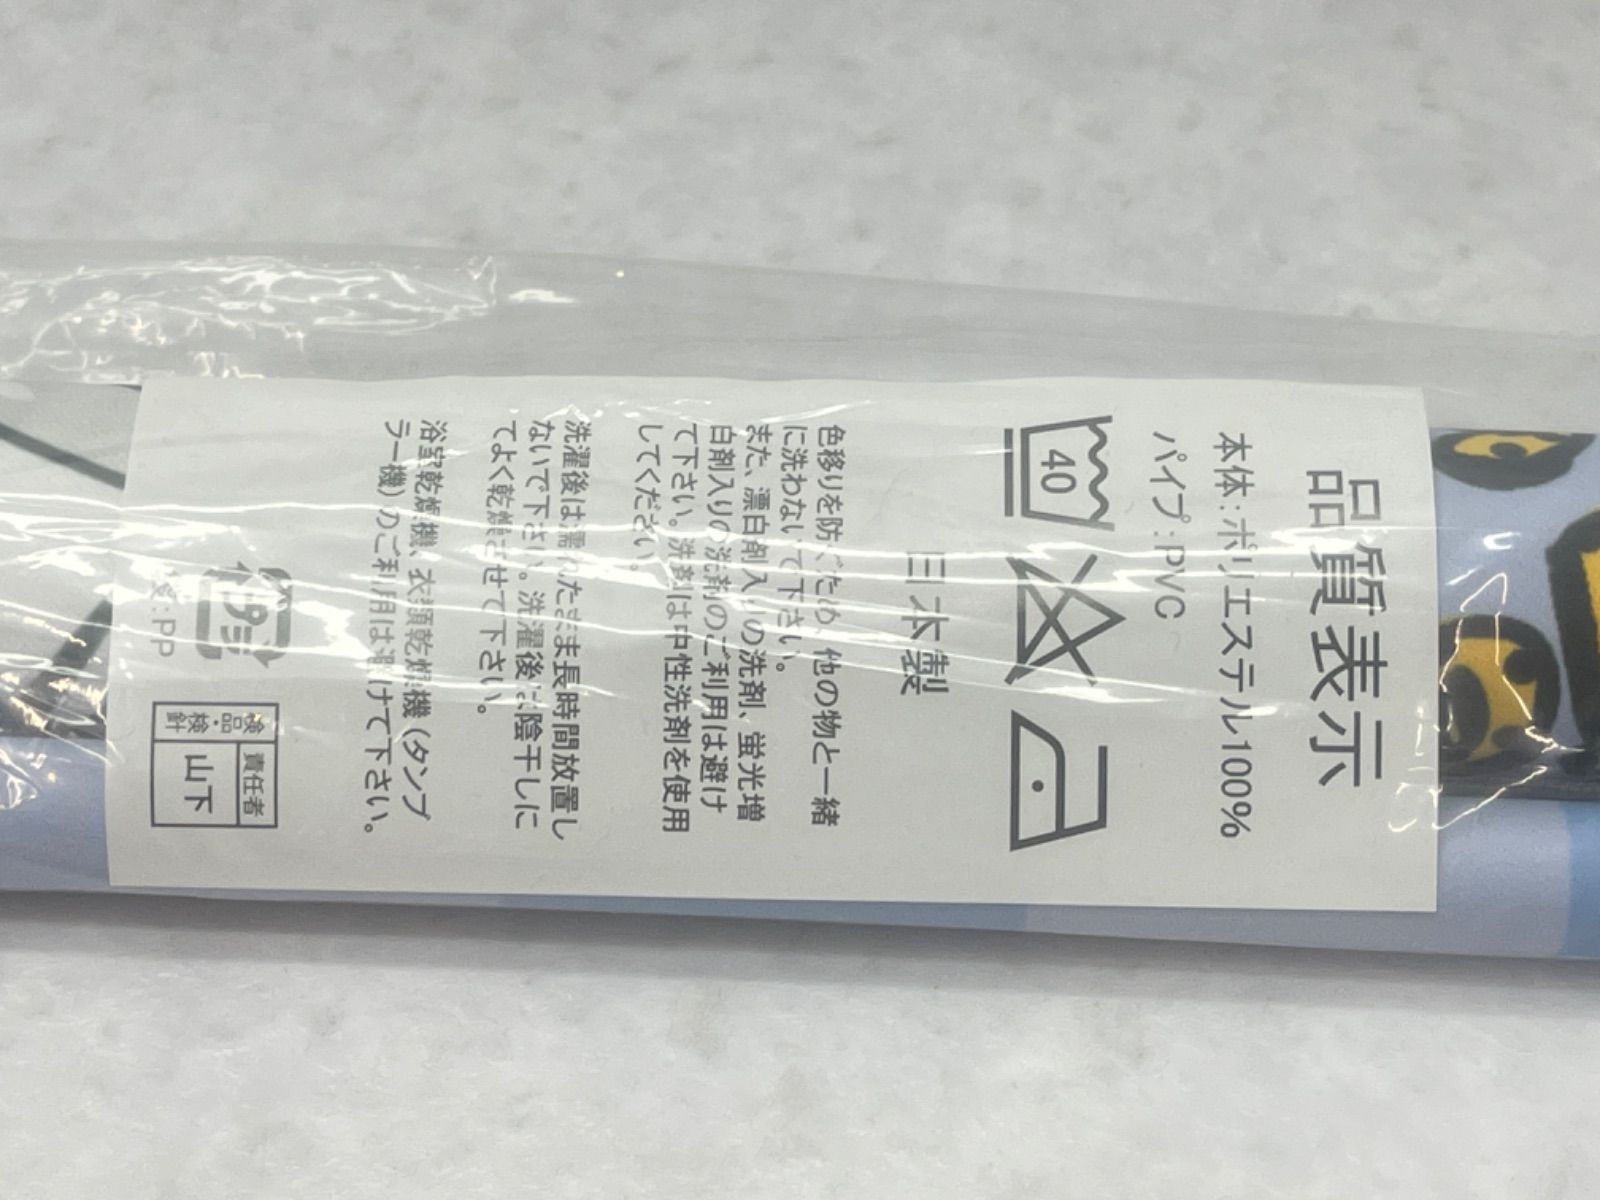 品質表示
本体:ポリエステル100%
パイプ:PVC
40
日本製
色移りを防ぐため、他の物と一緒
に洗わないで下さい。
また、漂白剤入りの洗剤、蛍光増
白剤入りの洗剤のご利用は避け
て下さい。洗剤は中性洗剤を使用
してください。
洗濯後は濡れたまま長時間放置し
ないで下さい。洗濯後は陰干しに
てよく乾燥させて下さい。
浴室乾燥機、衣類乾燥機（タンブ
ラー機）のご利用は避けて下さい。
プラ
袋:PP
検品・検針
責任者
山下